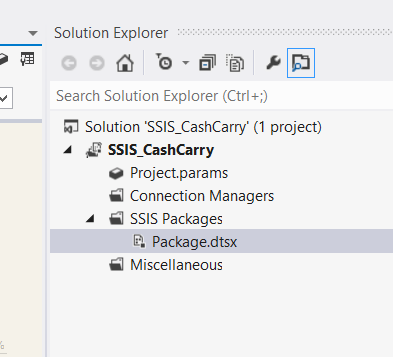 Solution Explorer
Search Solution Explorer (Ctrl+;)
Solution 'SSIS_CashCarry' (1 project)
SSIS_CashCarry
Project.params
Connection Managers
SSIS Packages
Package.dtsx
Miscellaneous
%